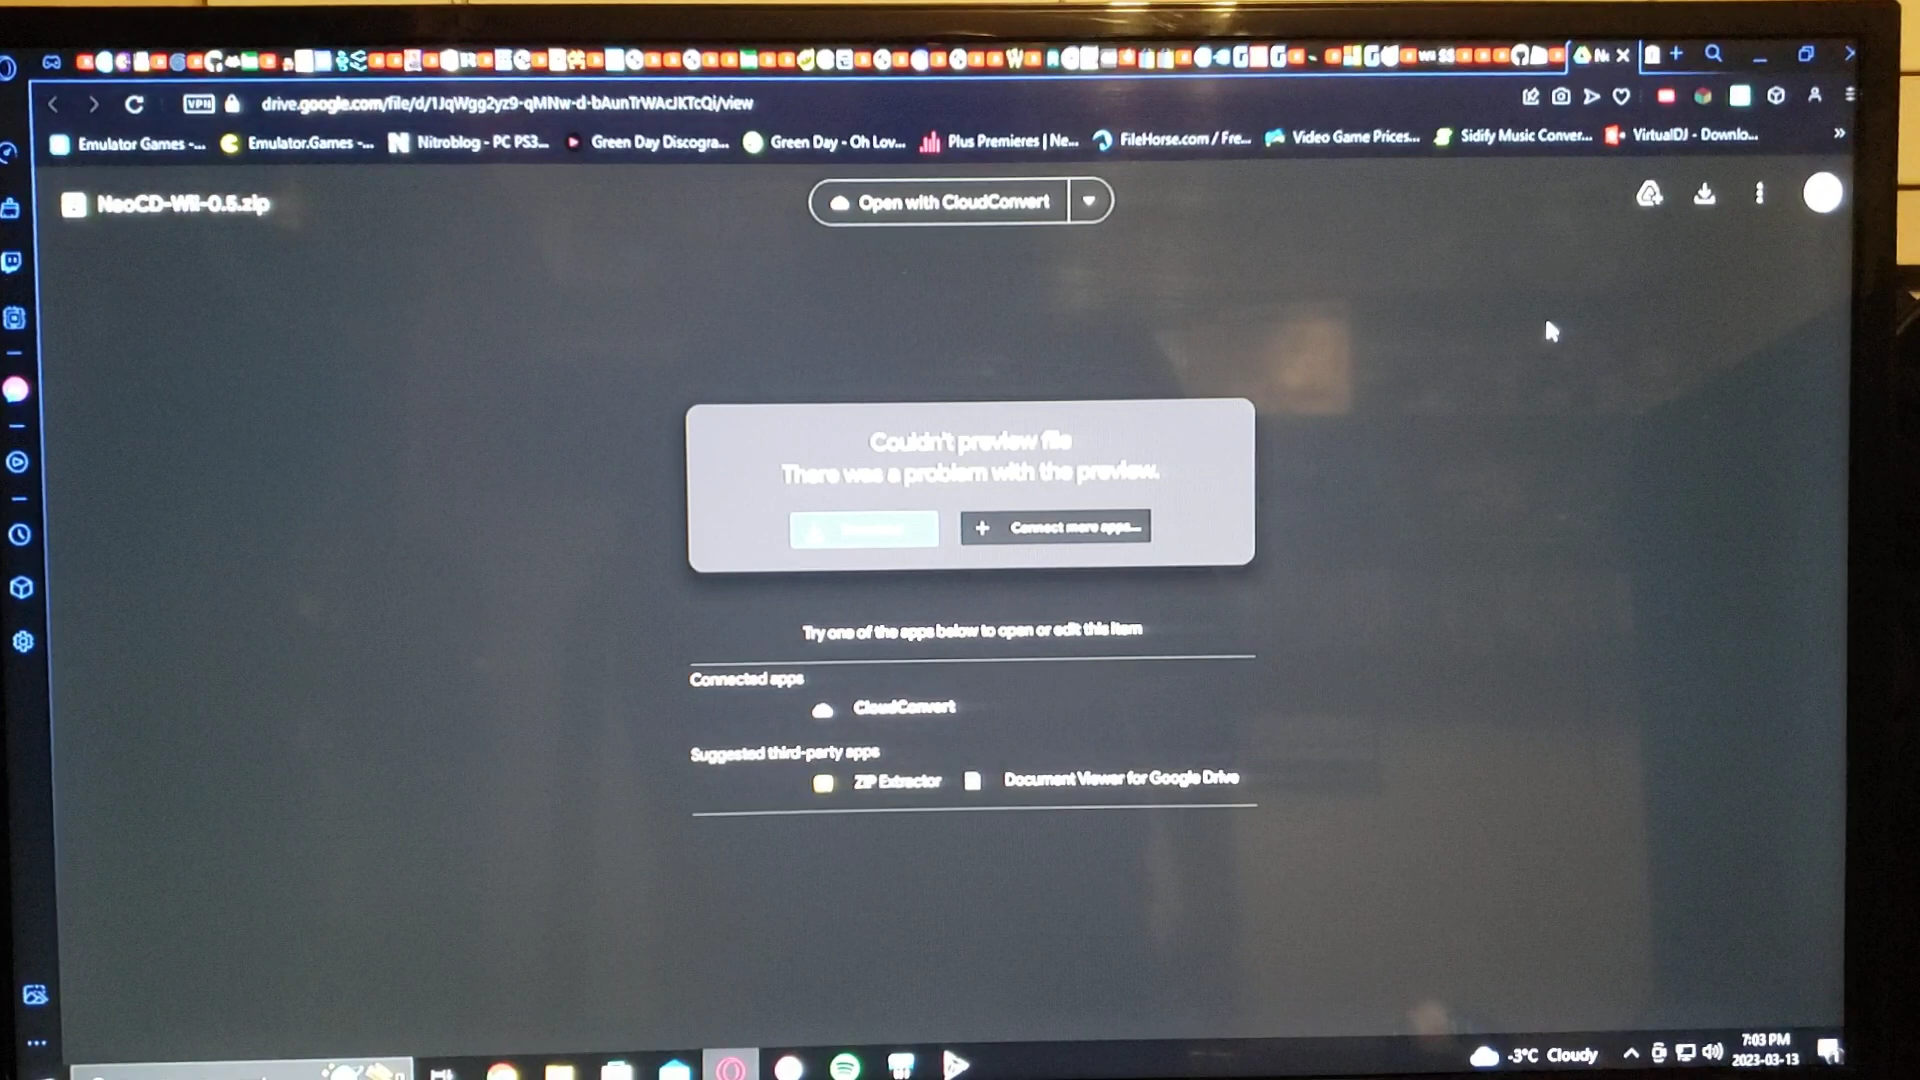 VPN drive.google.com/file/d/1JqWgg2yz9-qMNw-d-bAunTrWAcJKTcQi/view
Emulator Games -... Emulator.Games -... Nitroblog - PC PS3... Green Day Discogra... Green Day - Oh Lov... Plus Premieres | Ne... FileHorse.com / Fre... Video Game Prices... Sidify Music Conver... VirtualDJ - Downlo... »
NeoCD-Wii-0.5.zip
Open with CloudConvert
Couldn't preview file
There was a problem with the preview.
+ Connect more apps...
Try one of the apps below to open or edit this item
Connected apps
CloudConvert
Suggested third-party apps
ZIP Extractor
Document Viewer for Google Drive
-3°C Cloudy
7:03 PM
2023-03-13